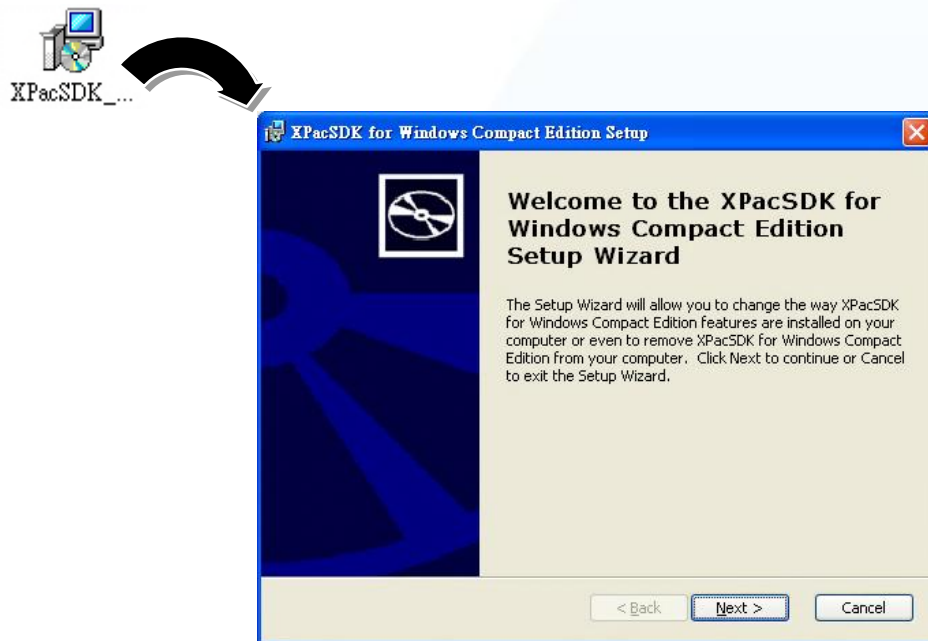 XPacSDK_...
XPacSDK for Windows Compact Edition Setup
Welcome to the XPacSDK for
Windows Compact Edition
Setup Wizard
The Setup Wizard will allow you to change the way XPacSDK
for Windows Compact Edition features are installed on your
computer or even to remove XPacSDK for Windows Compact
Edition from your computer.  Click Next to continue or Cancel
to exit the Setup Wizard.
< Back Next > Cancel